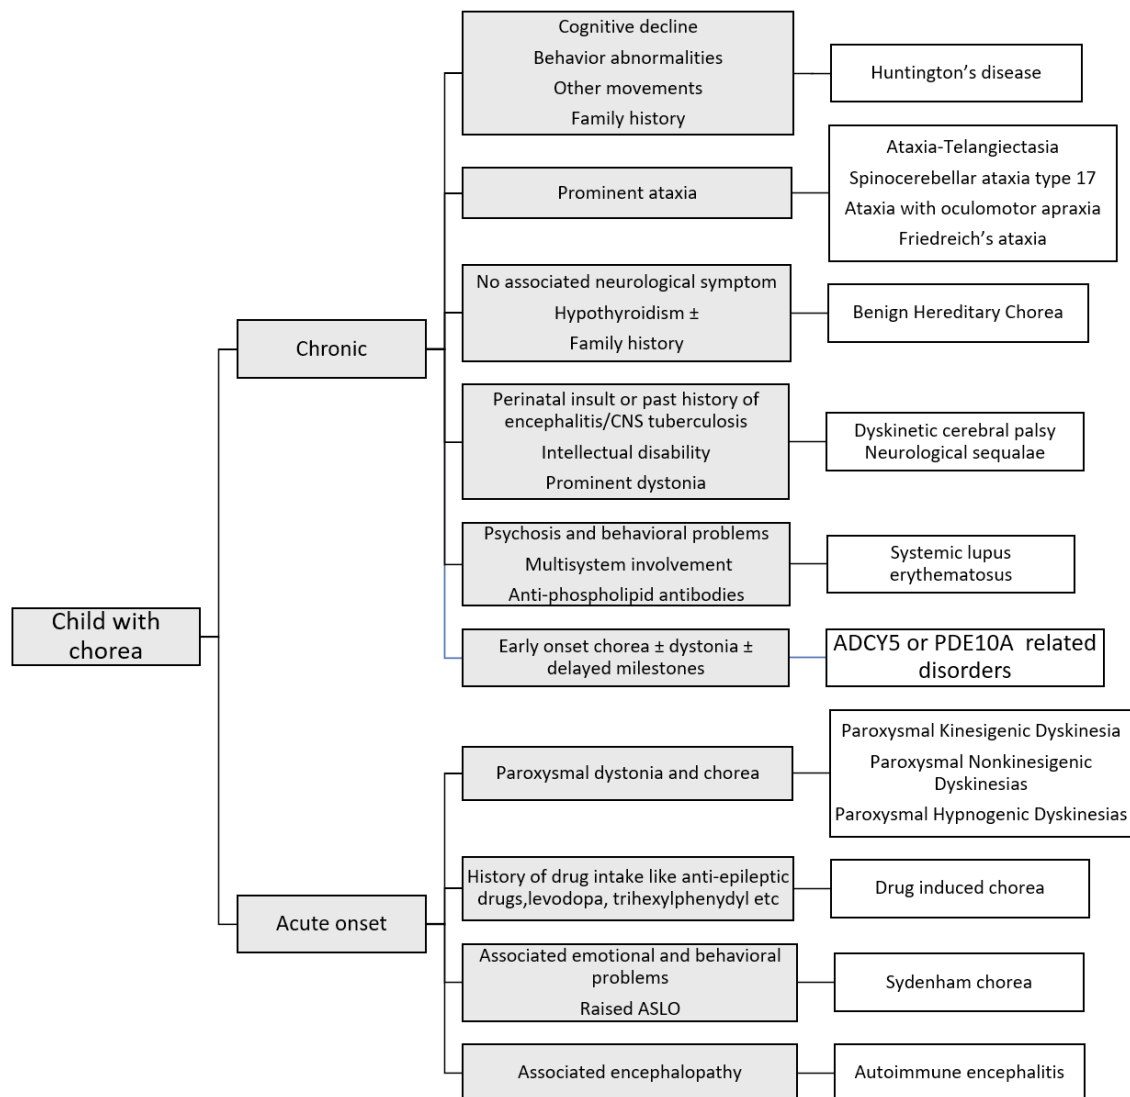 Child with
chorea
Chronic
Cognitive decline
Behavior abnormalities
Other movements
Family history
Huntington's disease
Prominent ataxia
Ataxia-Telangiectasia
Spinocerebellar ataxia type 17
Ataxia with oculomotor apraxia
Friedreich's ataxia
No associated neurological symptom
Hypothyroidism ±
Family history
Benign Hereditary Chorea
Perinatal insult or past history of
encephalitis/CNS tuberculosis
Intellectual disability
Prominent dystonia
Dyskinetic cerebral palsy
Neurological sequalae
Psychosis and behavioral problems
Multisystem involvement
Anti-phospholipid antibodies
Systemic lupus
erythematosus
Early onset chorea ± dystonia ±
delayed milestones
ADCY5 or PDE10A related
disorders
Acute onset
Paroxysmal dystonia and chorea
Paroxysmal Kinesigenic Dyskinesia
Paroxysmal Nonkinesigenic
Dyskinesias
Paroxysmal Hypnogenic Dyskinesias
History of drug intake like anti-epileptic
drugs,levodopa, trihexylphenydyl etc
Drug induced chorea
Associated emotional and behavioral
problems
Raised ASLO
Sydenham chorea
Associated encephalopathy
Autoimmune encephalitis